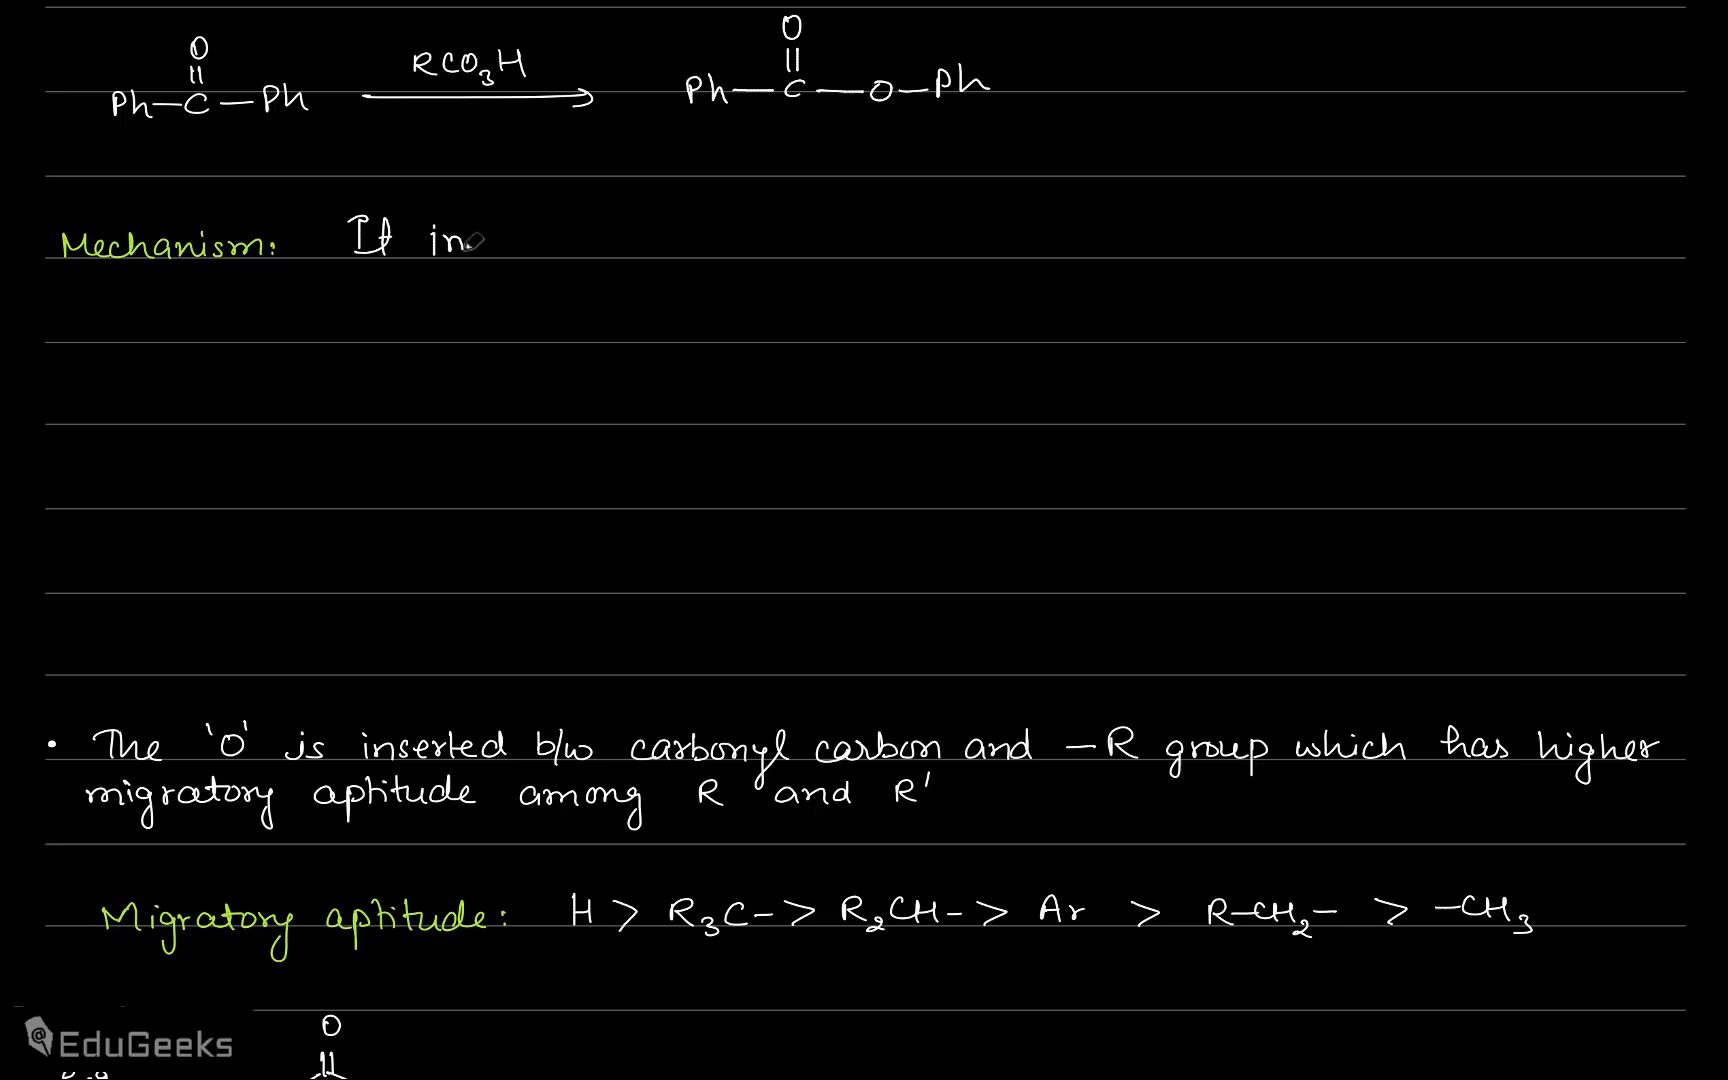 O
||
Ph—C—Ph
RCO₃H
O
||
Ph—C—O—Ph
Mechanism: It in
• The 'O' is inserted b/w carbonyl carbon and —R group which has higher
migratory aptitude among R and R'
Migratory aptitude: H > R₃C- > R₂CH- > Ar > R-CH₂- > -CH₃
EduGeeks
O
||